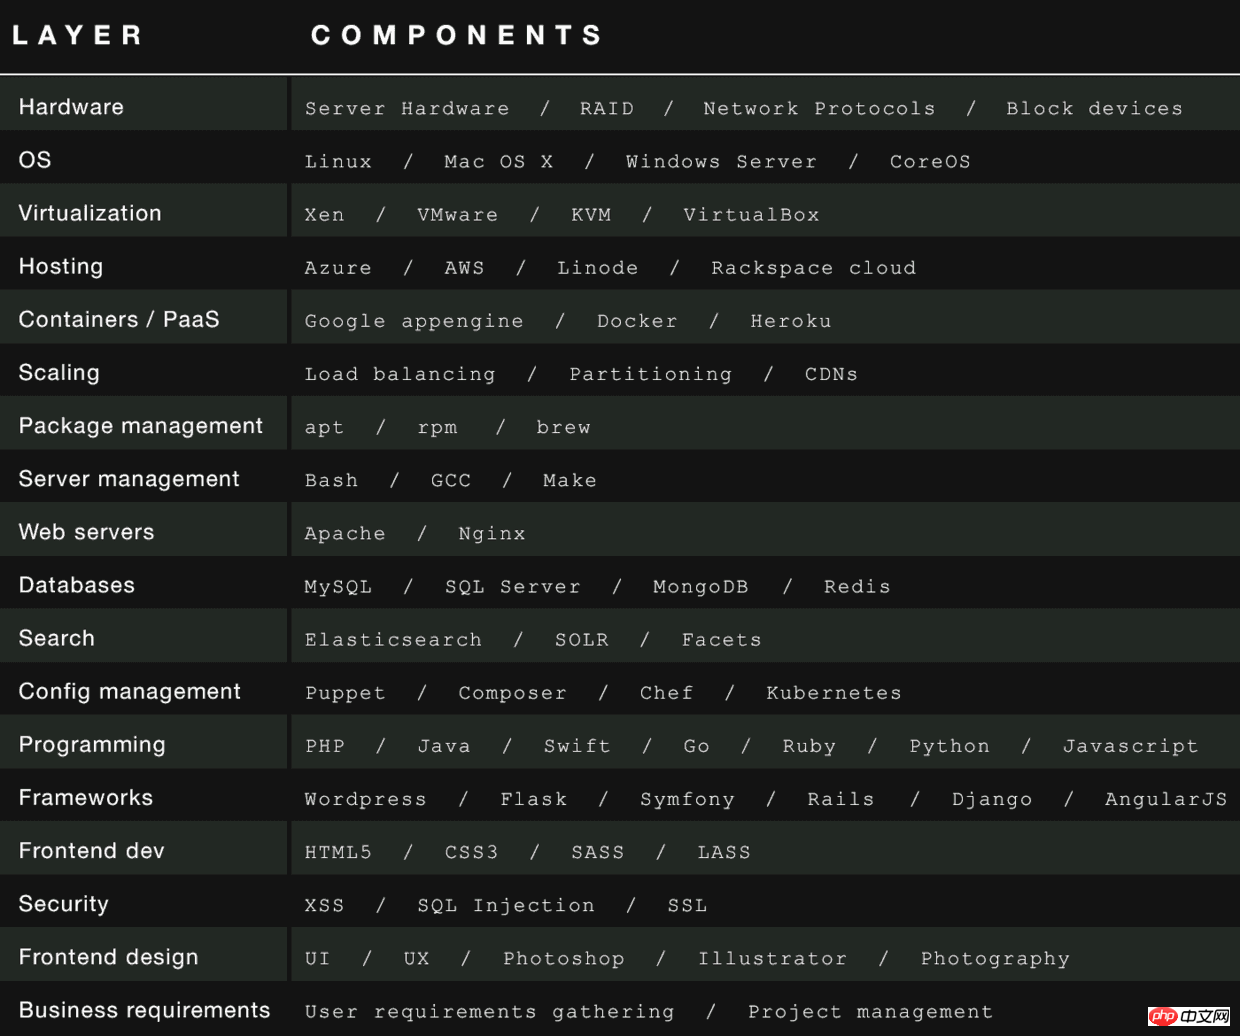 LAYER COMPONENTS
Hardware Server Hardware / RAID / Network Protocols / Block devices
OS Linux / Mac OS X / Windows Server / CoreOS
Virtualization Xen / VMware / KVM / VirtualBox
Hosting Azure / AWS / Linode / Rackspace cloud
Containers / PaaS Google appengine / Docker / Heroku
Scaling Load balancing / Partitioning / CDNs
Package management apt / rpm / brew
Server management Bash / GCC / Make
Web servers Apache / Nginx
Databases MySQL / SQL Server / MongoDB / Redis
Search Elasticsearch / SOLR / Facets
Config management Puppet / Composer / Chef / Kubernetes
Programming PHP / Java / Swift / Go / Ruby / Python / Javascript
Frameworks Wordpress / Flask / Symfony / Rails / Django / AngularJS
Frontend dev HTML5 / CSS3 / SASS / LASS
Security XSS / SQL Injection / SSL
Frontend design UI / UX / Photoshop / Illustrator / Photography
Business requirements User requirements gathering / Project management
php 中文网